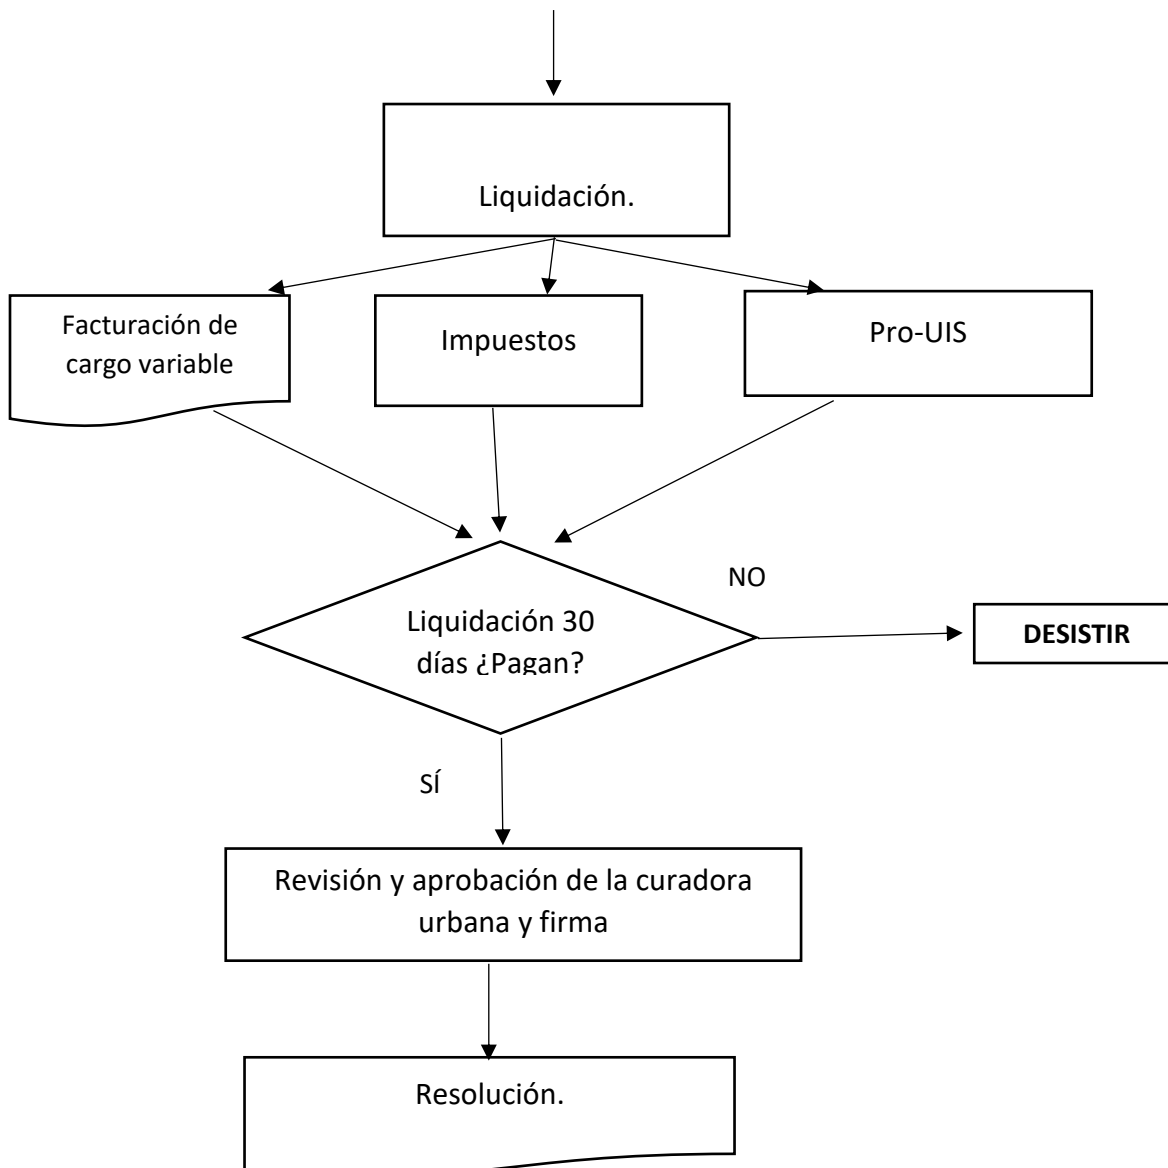 Liquidación.
Facturación de
cargo variable
Impuestos
Pro-UIS
NO
Liquidación 30
días ¿Pagan?
DESISTIR
SÍ
Revisión y aprobación de la curadora
urbana y firma
Resolución.